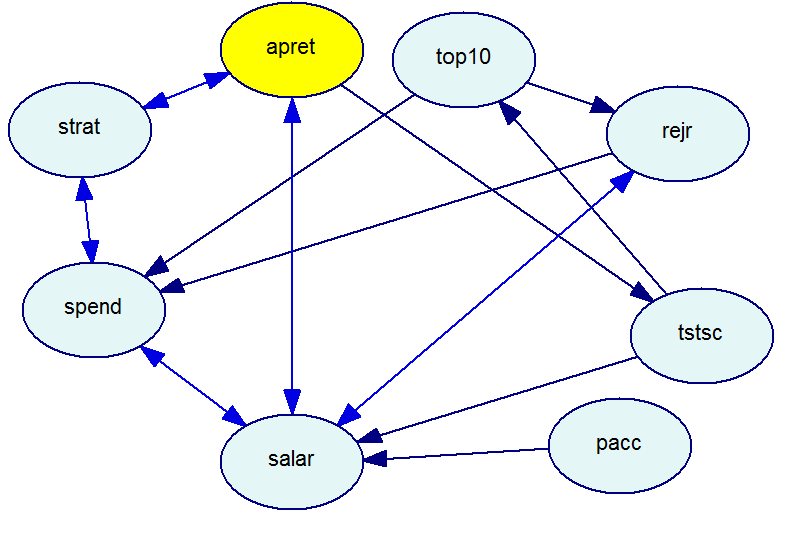 apret
top10
strat
rejr
spend
tstsc
salar
pacc